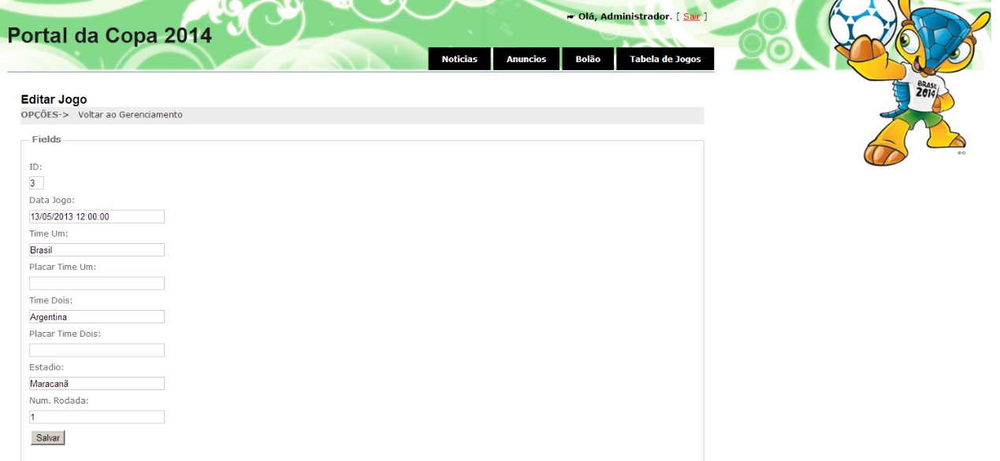 Olá, Administrador. [ Sair ]
Portal da Copa 2014
Noticias Anuncios Bolão Tabela de Jogos
BRASIL
2014
Editar Jogo
OPÇÕES-> Voltar ao Gerenciamento
Fields
ID:
3
Data Jogo:
13/05/2013 12:00:00
Time Um:
Brasil
Placar Time Um:
Time Dois:
Argentina
Placar Time Dois:
Estadio:
Maracanã
Num. Rodada:
1
Salvar